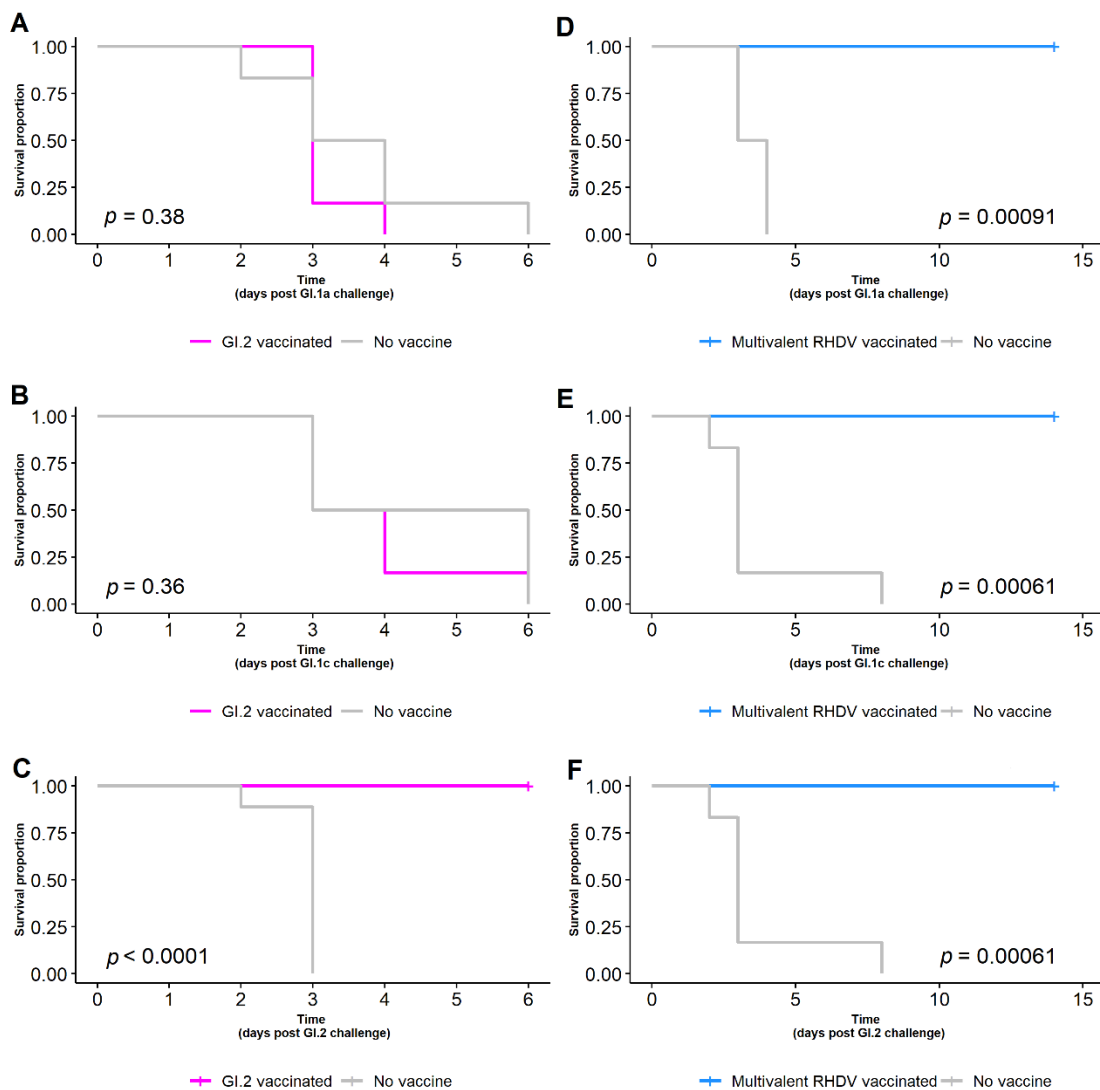 A
Survival proportion
1.00
0.75
0.50
0.25
0.00
p = 0.38
0 1 2 3 4 5 6
Time
(days post GI.1a challenge)
GI.2 vaccinated No vaccine
D
Survival proportion
1.00
0.75
0.50
0.25
0.00
p = 0.00091
0 5 10 15
Time
(days post GI.1a challenge)
Multivalent RHDV vaccinated No vaccine
B
Survival proportion
1.00
0.75
0.50
0.25
0.00
p = 0.36
0 1 2 3 4 5 6
Time
(days post GI.1c challenge)
GI.2 vaccinated No vaccine
E
Survival proportion
1.00
0.75
0.50
0.25
0.00
p = 0.00061
0 5 10 15
Time
(days post GI.1c challenge)
Multivalent RHDV vaccinated No vaccine
C
Survival proportion
1.00
0.75
0.50
0.25
0.00
p < 0.0001
0 1 2 3 4 5 6
Time
(days post GI.2 challenge)
GI.2 vaccinated No vaccine
F
Survival proportion
1.00
0.75
0.50
0.25
0.00
p = 0.00061
0 5 10 15
Time
(days post GI.2 challenge)
Multivalent RHDV vaccinated No vaccine